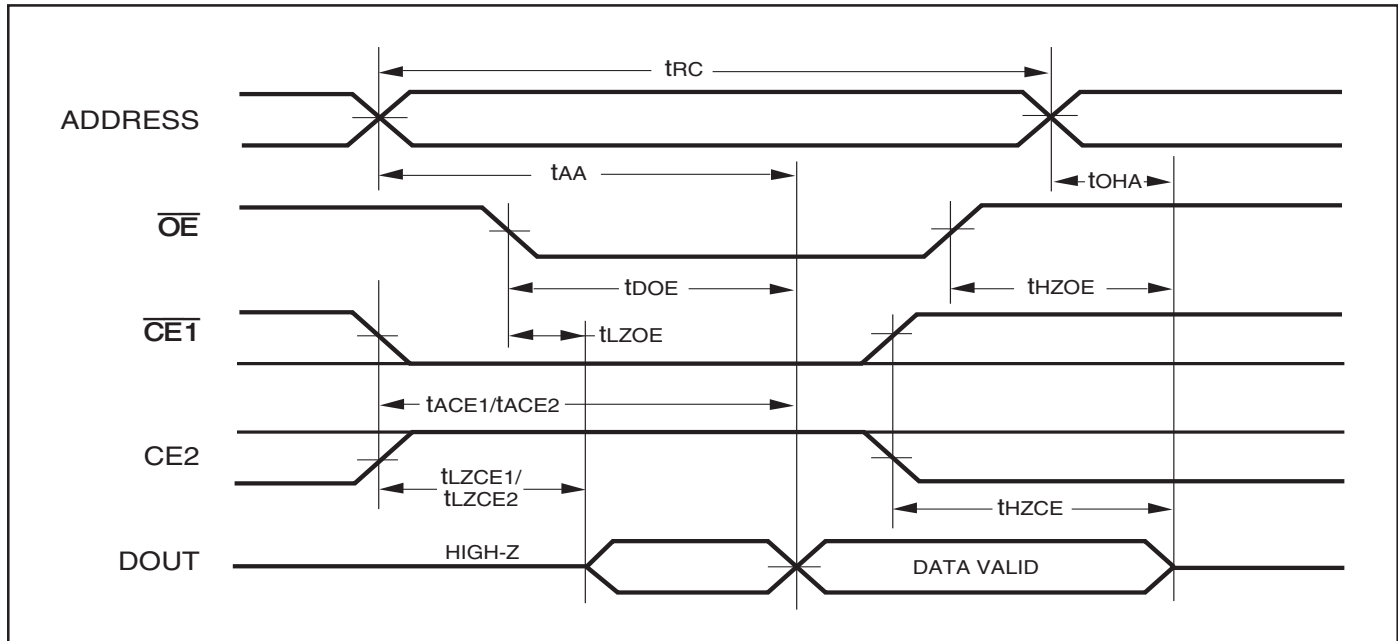 tRC
ADDRESS
tAA
tOHA
OE
tDOE
tHZOE
CE1
tLZOE
tACE1/tACE2
CE2
tLZCE1/
tLZCE2
tHZCE
DOUT
HIGH-Z
DATA VALID